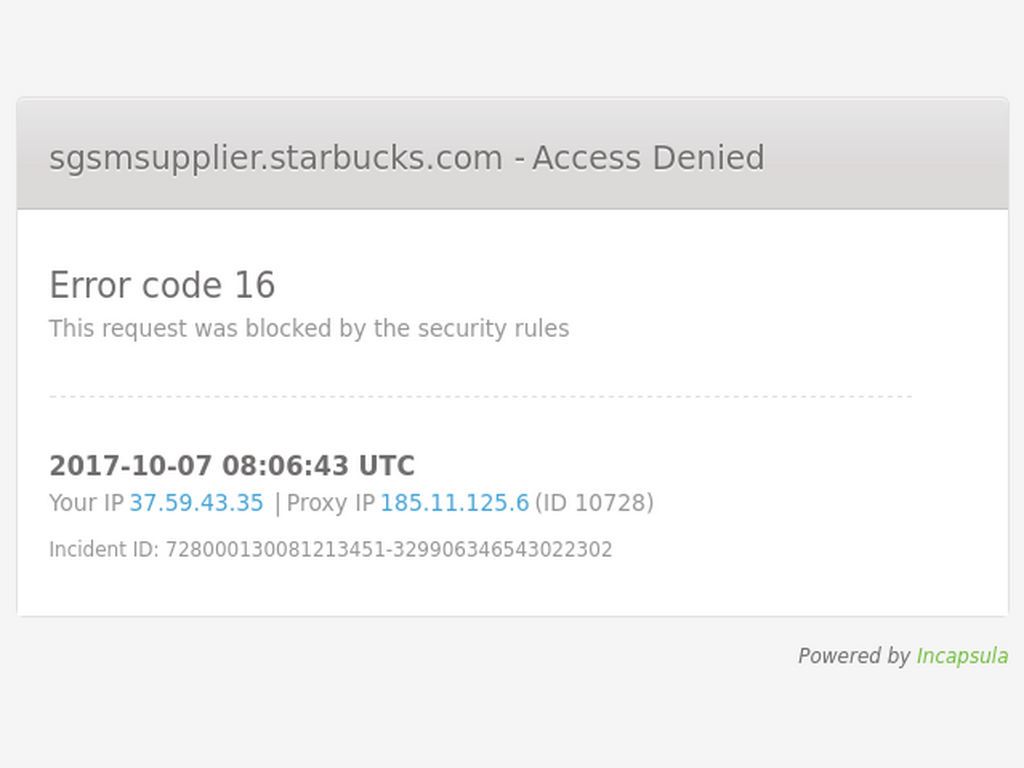 sgsmsupplier.starbucks.com - Access Denied
Error code 16
This request was blocked by the security rules
2017-10-07 08:06:43 UTC
Your IP 37.59.43.35 | Proxy IP 185.11.125.6 (ID 10728)
Incident ID: 728000130081213451-329906346543022302
Powered by Incapsula